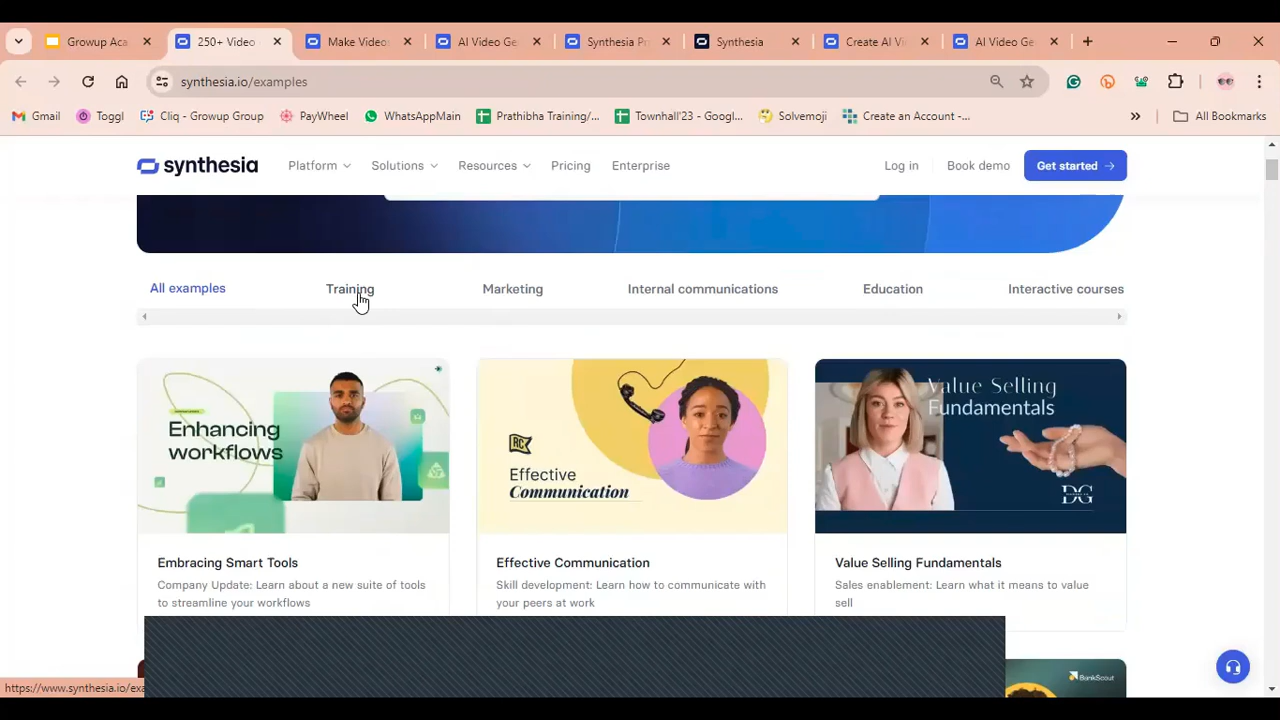 Growup Aca
250+ Video
Make Video
AI Video Ge
Synthesia Pr
Synthesia
Create AI Vi
AI Video Ge
synthesia.io/examples
Gmail
Toggl
Cliq - Growup Group
PayWheel
WhatsAppMain
Prathibha Training/...
Townhall'23 - Googl...
Solvemoji
Create an Account -...
All Bookmarks
synthesia
Platform
Solutions
Resources
Pricing
Enterprise
Log in
Book demo
Get started
All examples
Training
Marketing
Internal communications
Education
Interactive courses
Enhancing
workflows
RC
Effective
Communication
Value Selling
Fundamentals
DG
Embracing Smart Tools
Company Update: Learn about a new suite of tools
to streamline your workflows
Effective Communication
Skill development: Learn how to communicate with
your peers at work
Value Selling Fundamentals
Sales enablement: Learn what it means to value
sell
BankScout
https://www.synthesia.io/exa